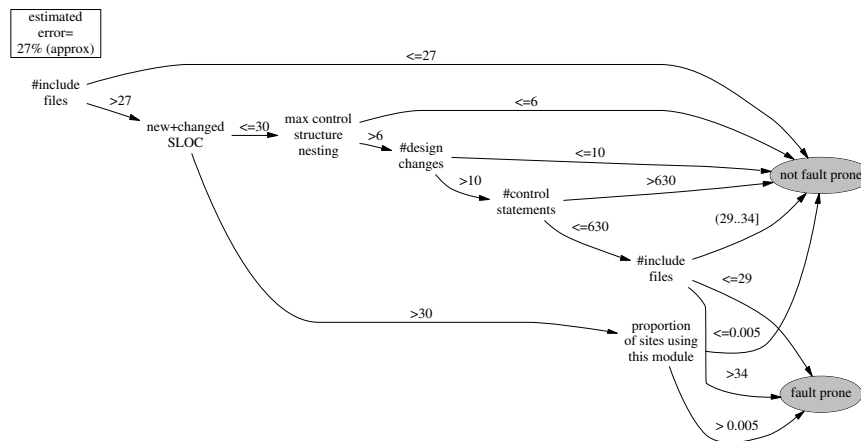 estimated
error=
27% (approx)
<=27
#include
files
>27
new+changed
SLOC
<=30
max control
structure
nesting
<=6
>6
#design
changes
<=10
>10
#control
statements
>630
not fault prone
<=630
(29..34]
#include
files
<=29
>30
proportion
of sites using
this module
<=0.005
>34
fault prone
> 0.005